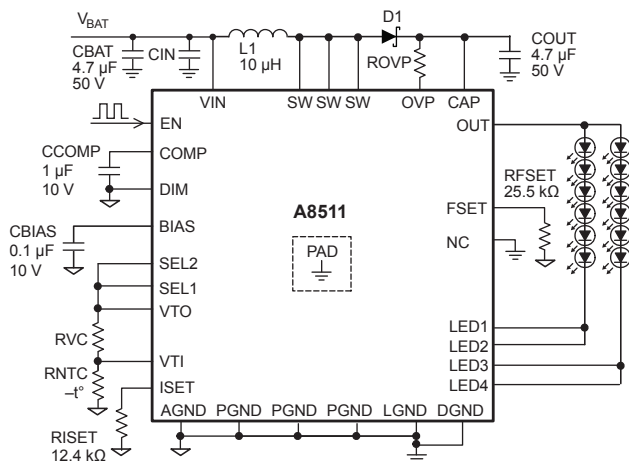 VBAT
D1
CBAT
4.7 µF
50 V
CIN
L1
10 µH
ROVP
COUT
4.7 µF
50 V
VIN
SW SW SW
OVP
CAP
EN
OUT
CCOMP
1 µF
10 V
COMP
DIM
RFSET
25.5 kΩ
A8511
FSET
CBIAS
0.1 µF
10 V
BIAS
PAD
NC
SEL2
SEL1
VTO
RVC
LED1
LED2
VTI
LED3
RNTC
–t°
ISET
LED4
AGND PGND PGND PGND LGND DGND
RISET
12.4 kΩ